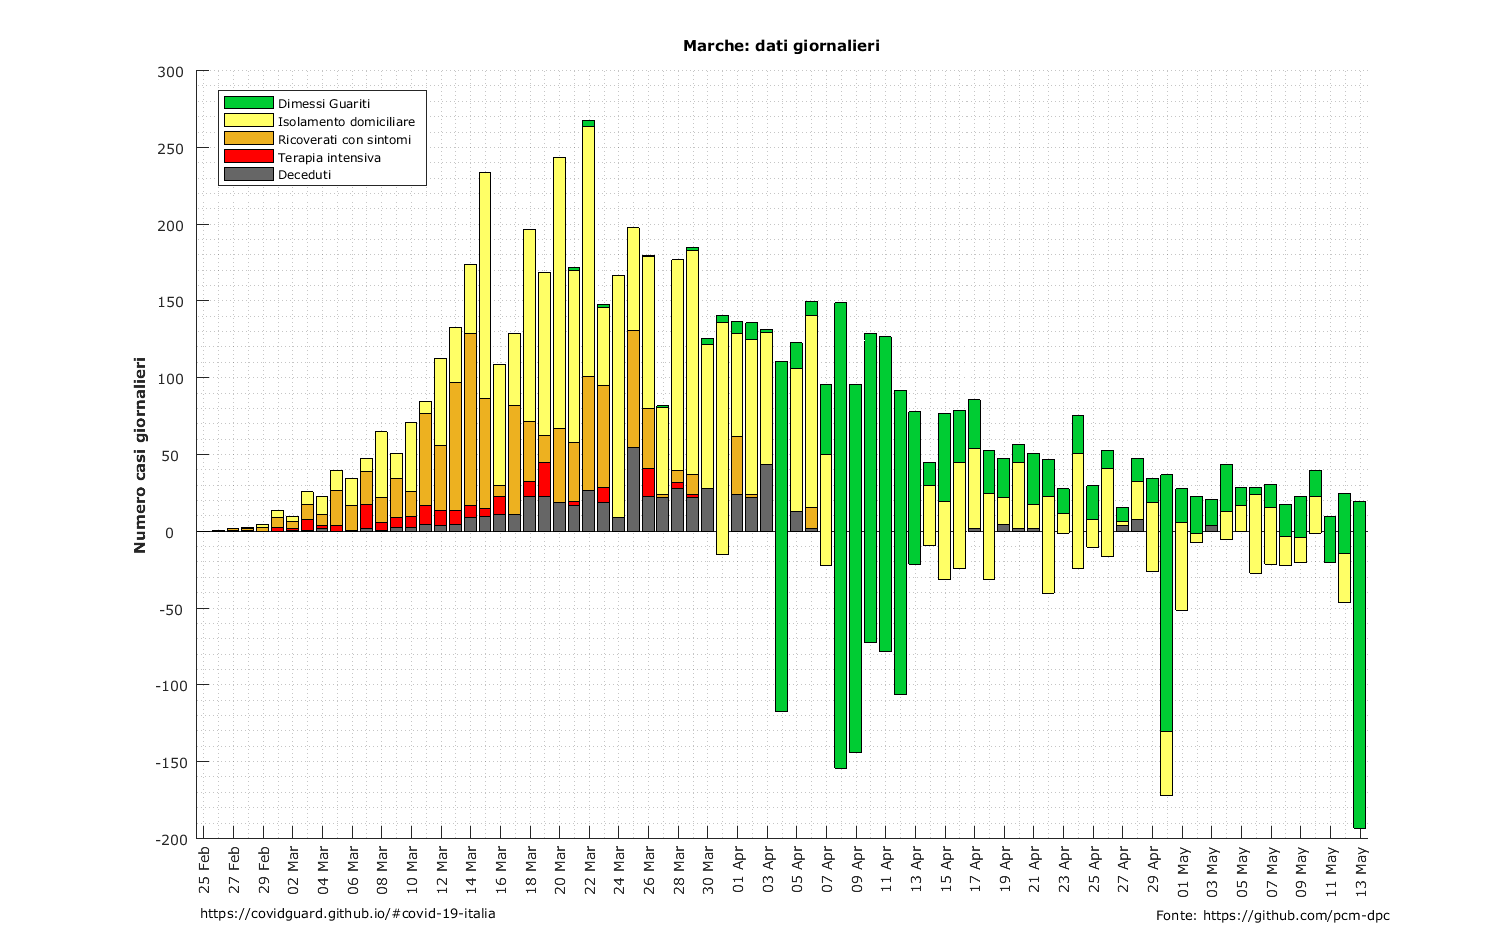 Marche: dati giornalieri
300
250
200
150
100
50
0
-50
-100
-150
-200
Numero casi giornalieri
Dimessi Guariti
Isolamento domiciliare
Ricoverati con sintomi
Terapia intensiva
Deceduti
25 Feb
27 Feb
29 Feb
02 Mar
04 Mar
06 Mar
08 Mar
10 Mar
12 Mar
14 Mar
16 Mar
18 Mar
20 Mar
22 Mar
24 Mar
26 Mar
28 Mar
30 Mar
01 Apr
03 Apr
05 Apr
07 Apr
09 Apr
11 Apr
13 Apr
15 Apr
17 Apr
19 Apr
21 Apr
23 Apr
25 Apr
27 Apr
29 Apr
01 May
03 May
05 May
07 May
09 May
11 May
13 May
https://covidguard.github.io/#covid-19-italia
Fonte: https://github.com/pcm-dpc